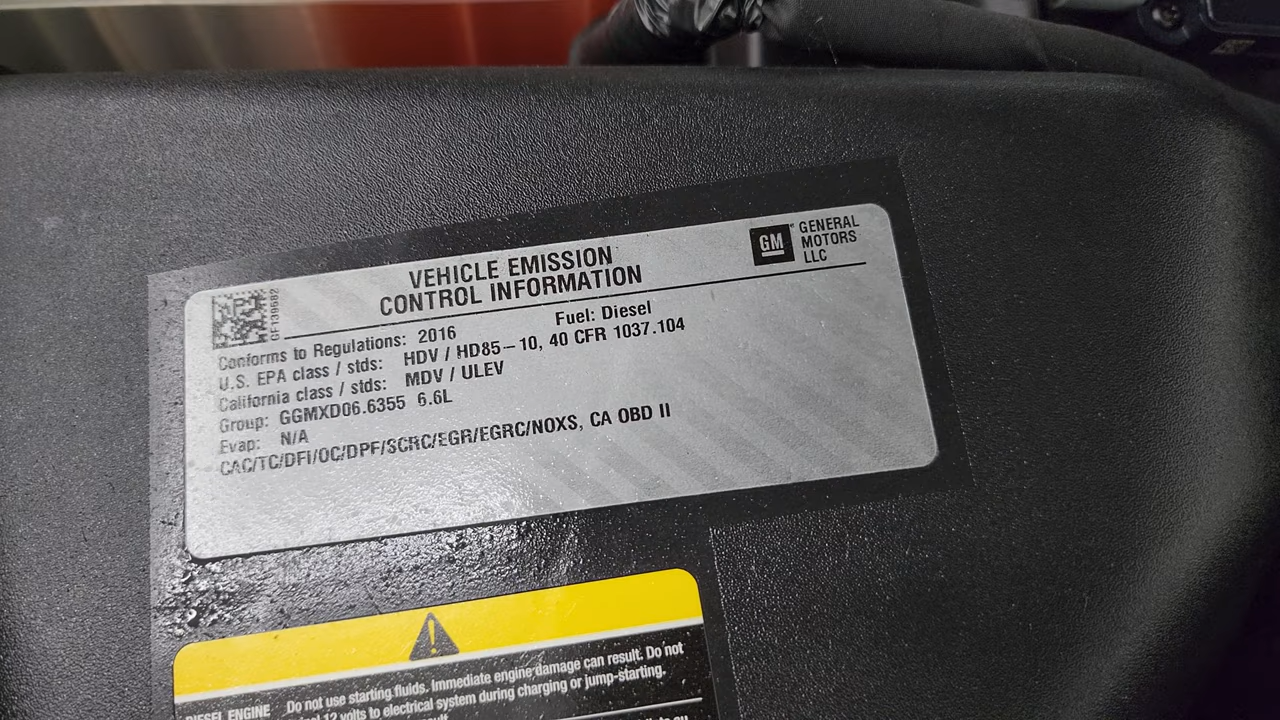 VEHICLE EMISSION
CONTROL INFORMATION
GM
GENERAL
MOTORS
LLC
Conforms to Regulations: 2016 Fuel: Diesel
U.S. EPA class / stds: HDV / HD85–10, 40 CFR 1037.104
California class / stds: MDV / ULEV
Group: GGMXD06.6355 6.6L
Evap: N/A
CAC/TC/DFI/OC/DPF/SCRC/EGR/EGRC/NOXS, CA OBD II
DIESEL ENGINE Do not use starting fluids. Immediate engine damage can result. Do not
12 volts to electrical system during charging or jump-starting.